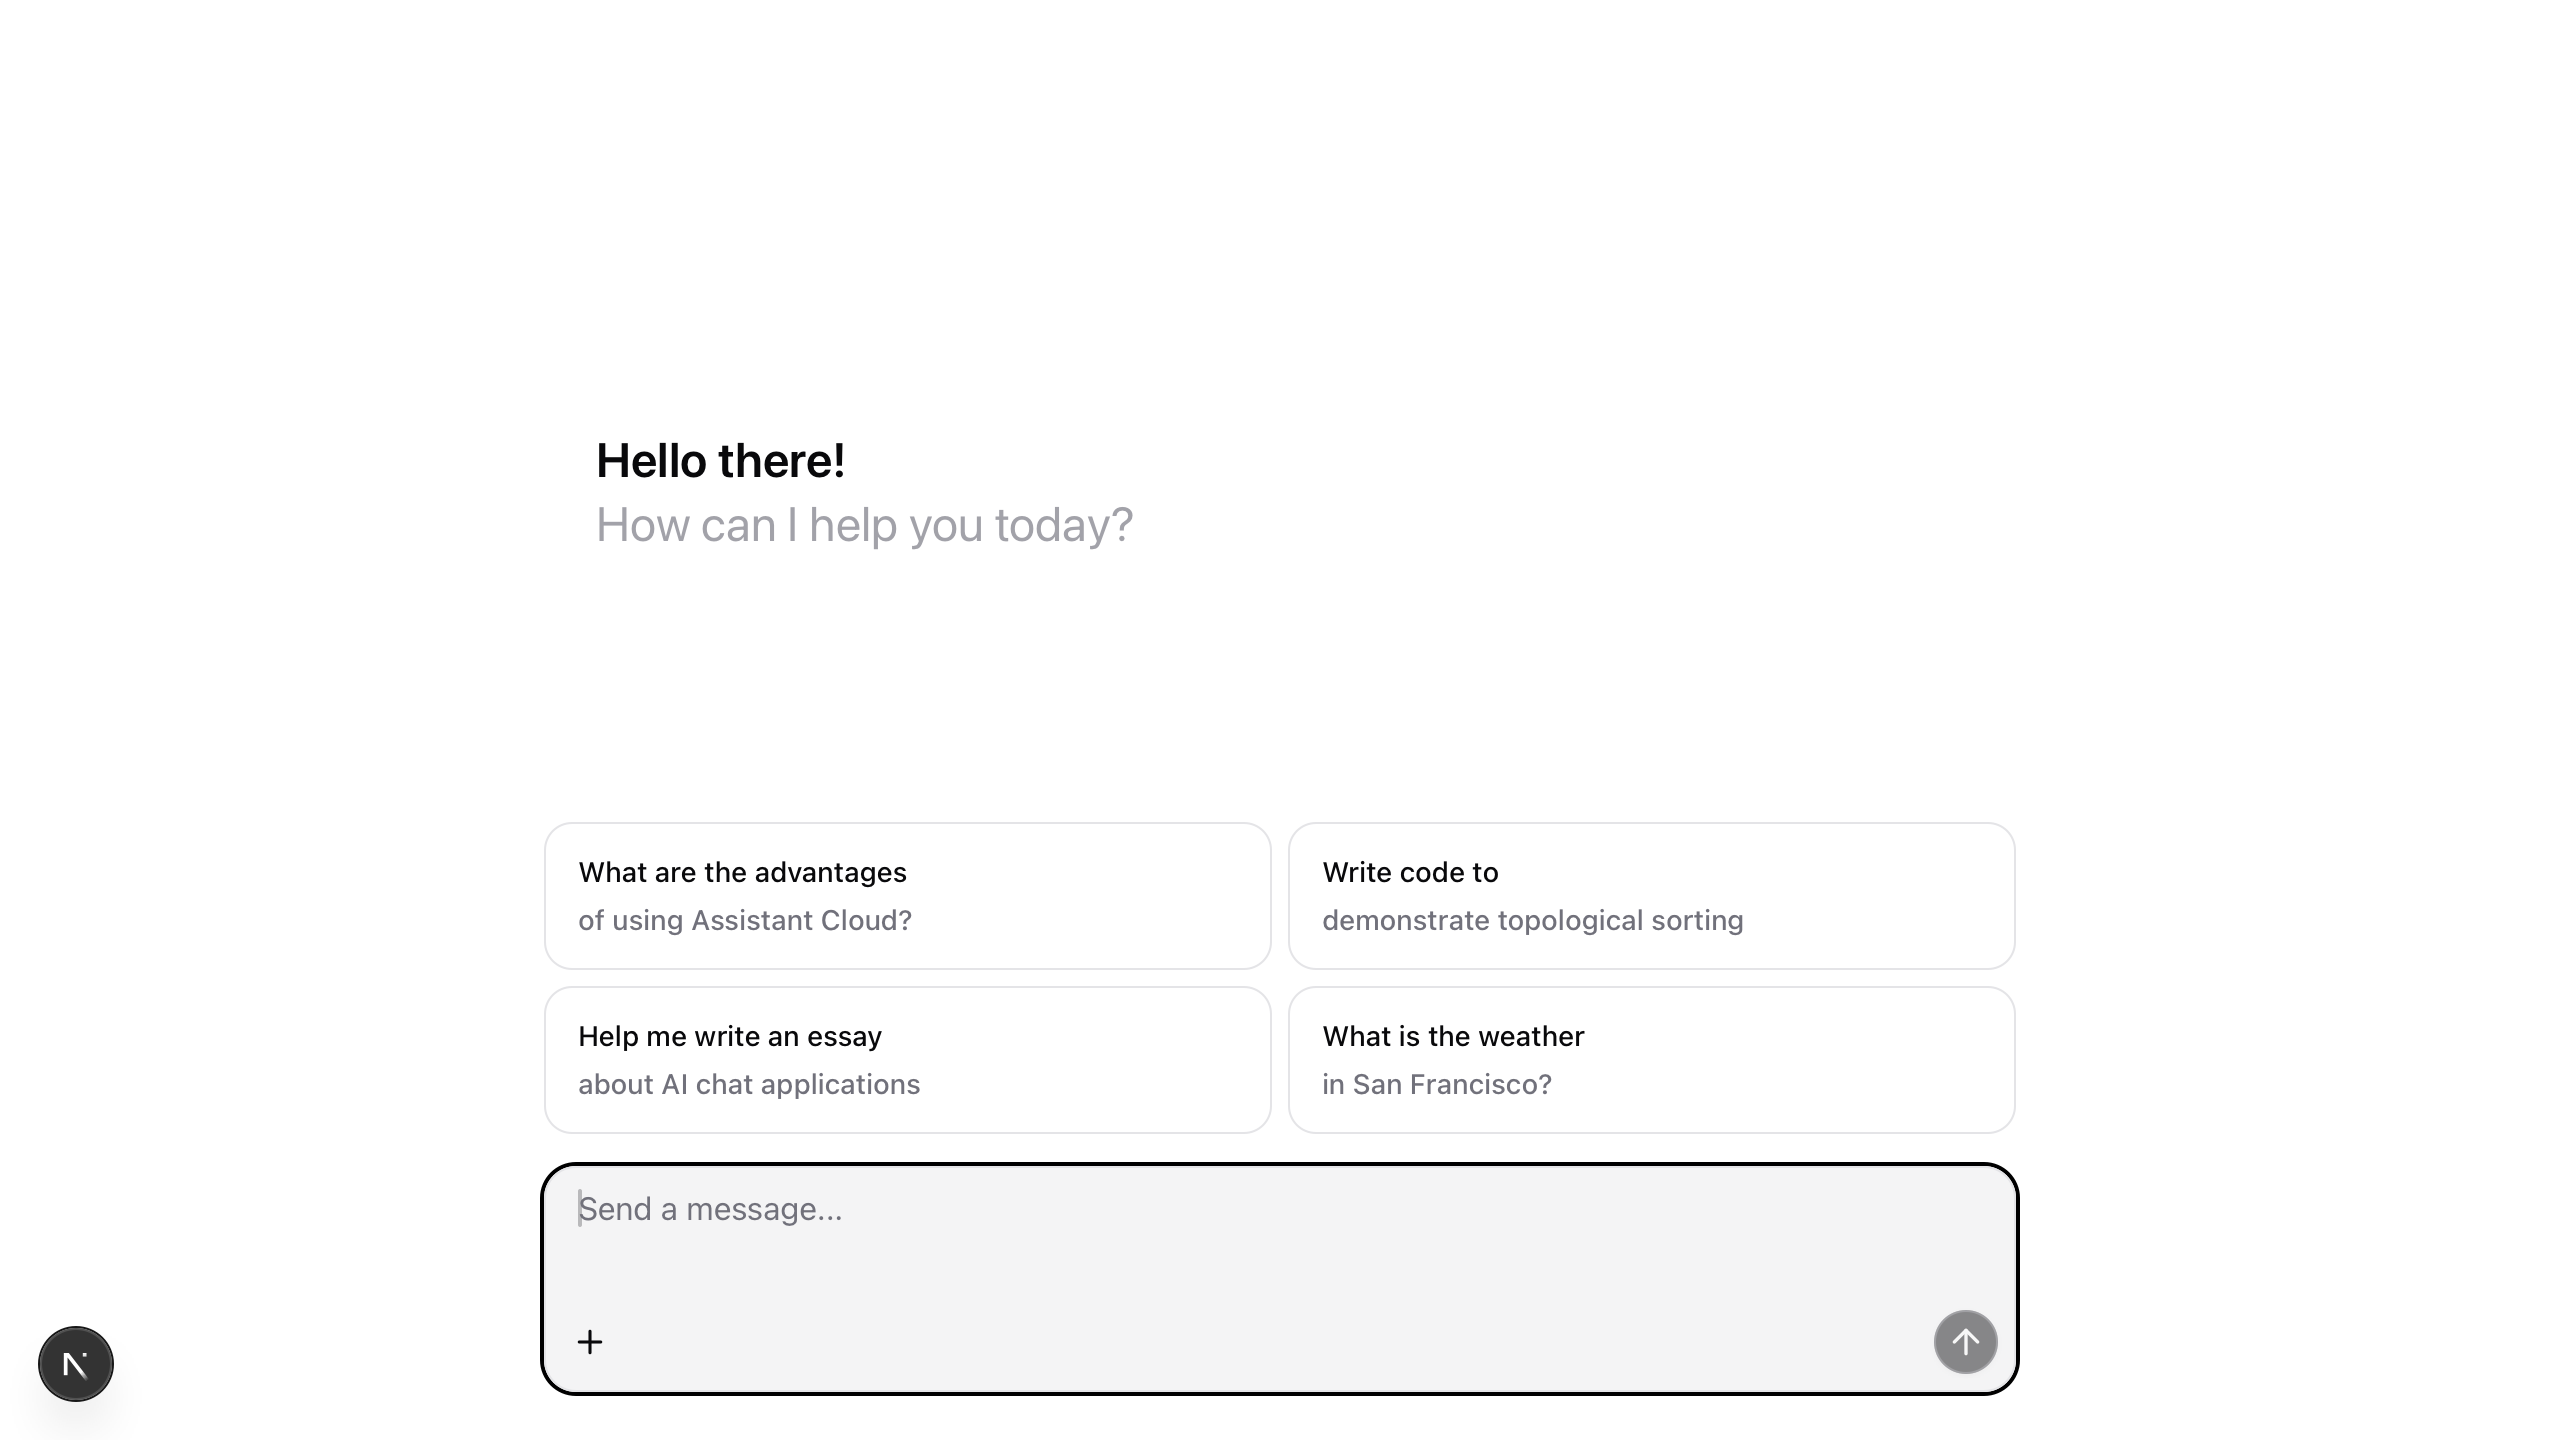 Hello there!
How can I help you today?
What are the advantages
of using Assistant Cloud?
Write code to
demonstrate topological sorting
Help me write an essay
about AI chat applications
What is the weather
in San Francisco?
Send a message...
N